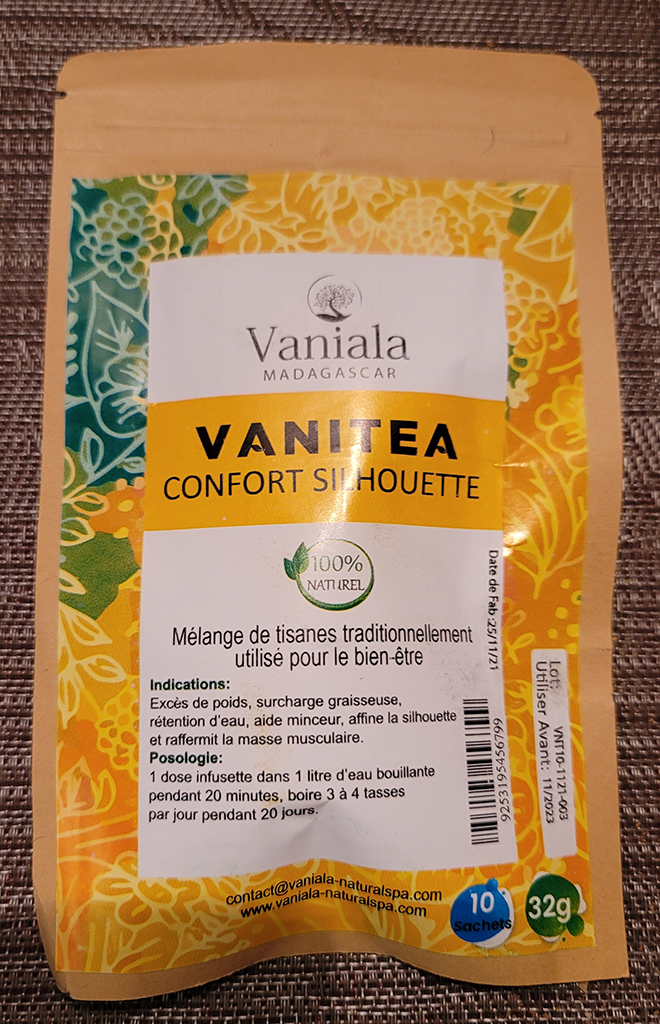 Vaniala
MADAGASCAR
VANITEA
CONFORT SILHOUETTE
100%
NATUREL
Mélange de tisanes traditionnellement
utilisé pour le bien-être
Indications:
Excès de poids, surcharge graisseuse,
rétention d'eau, aide minceur, affine la silhouette
et raffermit la masse musculaire.
Posologie:
1 dose infusette dans 1 litre d'eau bouillante
pendant 20 minutes, boire 3 à 4 tasses
par jour pendant 20 jours.
Date de Fab :25/11/21
9253195456799
Lot: VNT10-1121-003
Utiliser Avant: 11/2023
contact@vaniala-naturalspa.com
www.vaniala-naturalspa.com
10
Sachets
32g